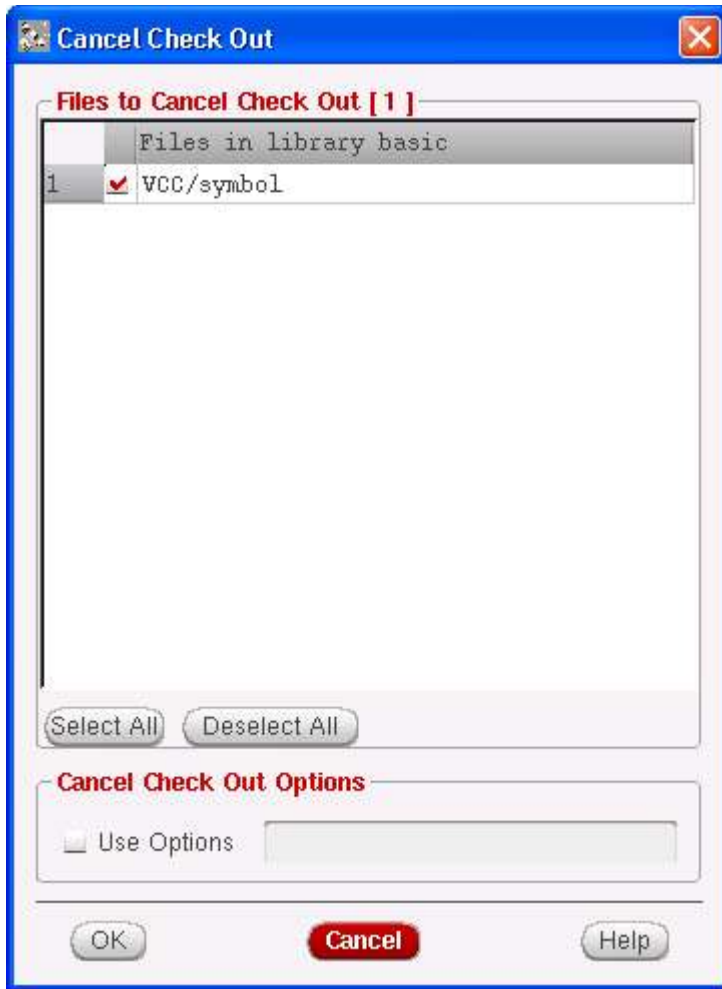 Cancel Check Out
Files to Cancel Check Out [ 1 ]
Files in library basic
1 VCC/symbol
Select All Deselect All
Cancel Check Out Options
Use Options
OK Cancel Help